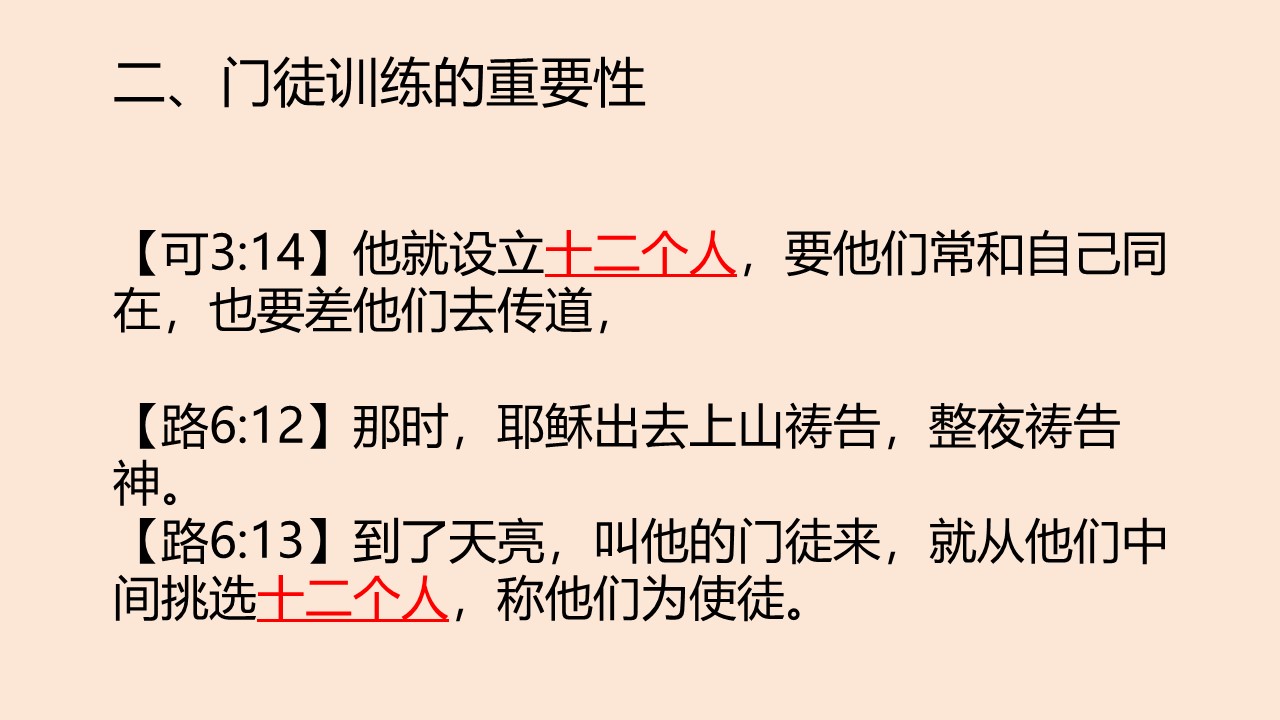 二、门徒训练的重要性
【可3:14】他就设立十二个人，要他们常和自己同
在，也要差他们去传道，
【路6:12】那时，耶稣出去上山祷告，整夜祷告
神。
【路6:13】到了天亮，叫他的门徒来，就从他们中
间挑选十二个人，称他们为使徒。